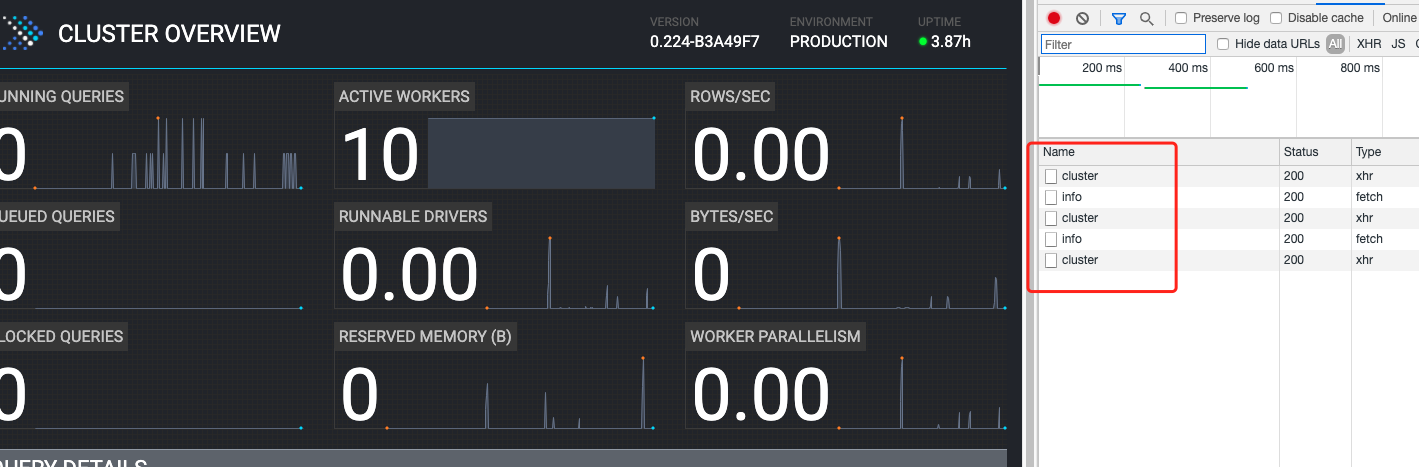 CLUSTER OVERVIEW
VERSION
0.224-B3A49F7
ENVIRONMENT
PRODUCTION
UPTIME
3.87h
UNNING QUERIES
0
ACTIVE WORKERS
10
ROWS/SEC
0.00
UEUED QUERIES
0
RUNNABLE DRIVERS
0.00
BYTES/SEC
0
LOCKED QUERIES
0
RESERVED MEMORY (B)
0
WORKER PARALLELISM
0.00
QUERY DETAILS
Preserve log
Disable cache
Online
Filter
Hide data URLs
All
XHR
JS
200 ms
400 ms
600 ms
800 ms
Name
Status
Type
cluster
200
xhr
info
200
fetch
cluster
200
xhr
info
200
fetch
cluster
200
xhr